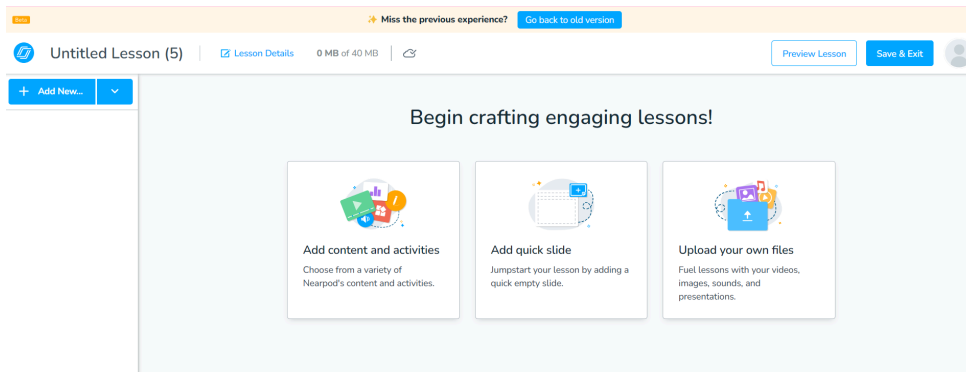 Beta
✨ Miss the previous experience? Go back to old version
Untitled Lesson (5) Lesson Details 0 MB of 40 MB Preview Lesson Save & Exit
+ Add New...
Begin crafting engaging lessons!
Add content and activities
Choose from a variety of
Nearpod's content and activities.
Add quick slide
Jumpstart your lesson by adding a
quick empty slide.
Upload your own files
Fuel lessons with your videos,
images, sounds, and
presentations.